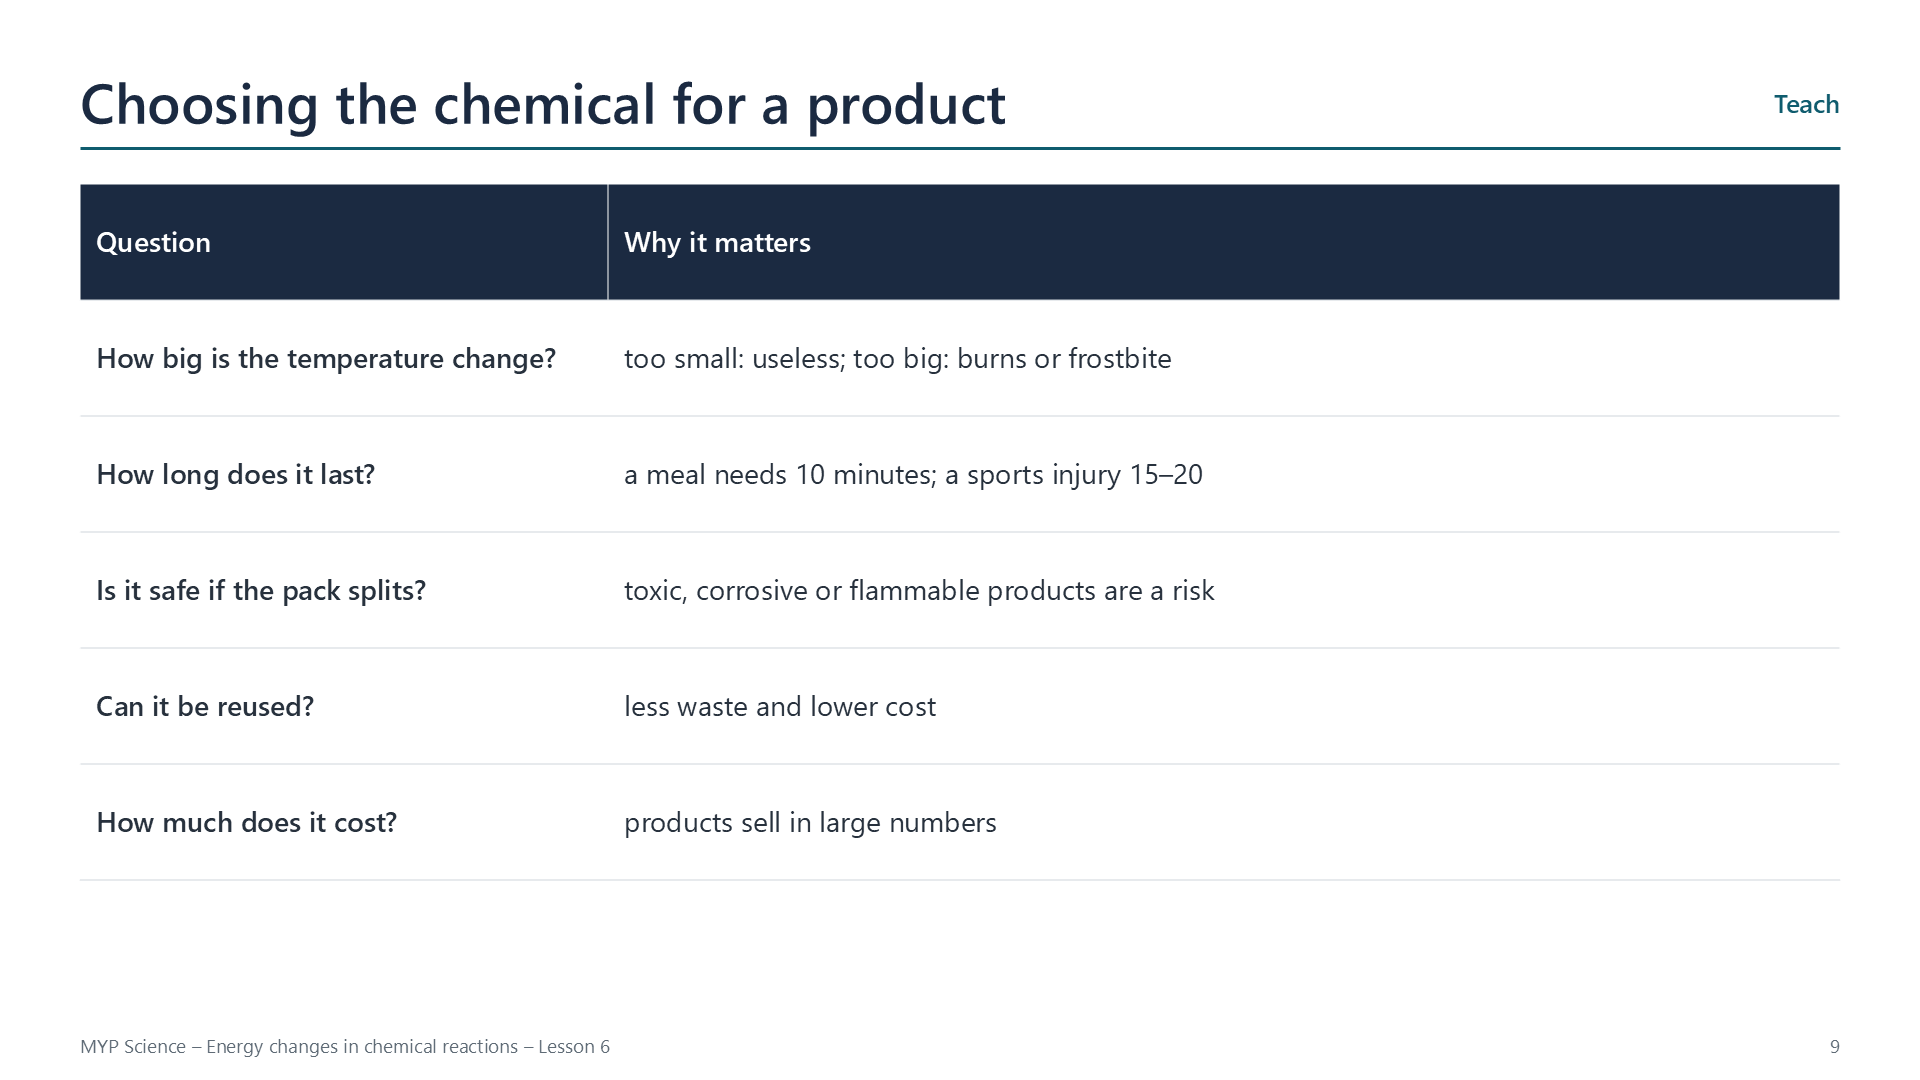 Choosing the chemical for a product
Teach
Question
Why it matters
How big is the temperature change?
too small: useless; too big: burns or frostbite
How long does it last?
a meal needs 10 minutes; a sports injury 15–20
Is it safe if the pack splits?
toxic, corrosive or flammable products are a risk
Can it be reused?
less waste and lower cost
How much does it cost?
products sell in large numbers
MYP Science – Energy changes in chemical reactions – Lesson 6
9